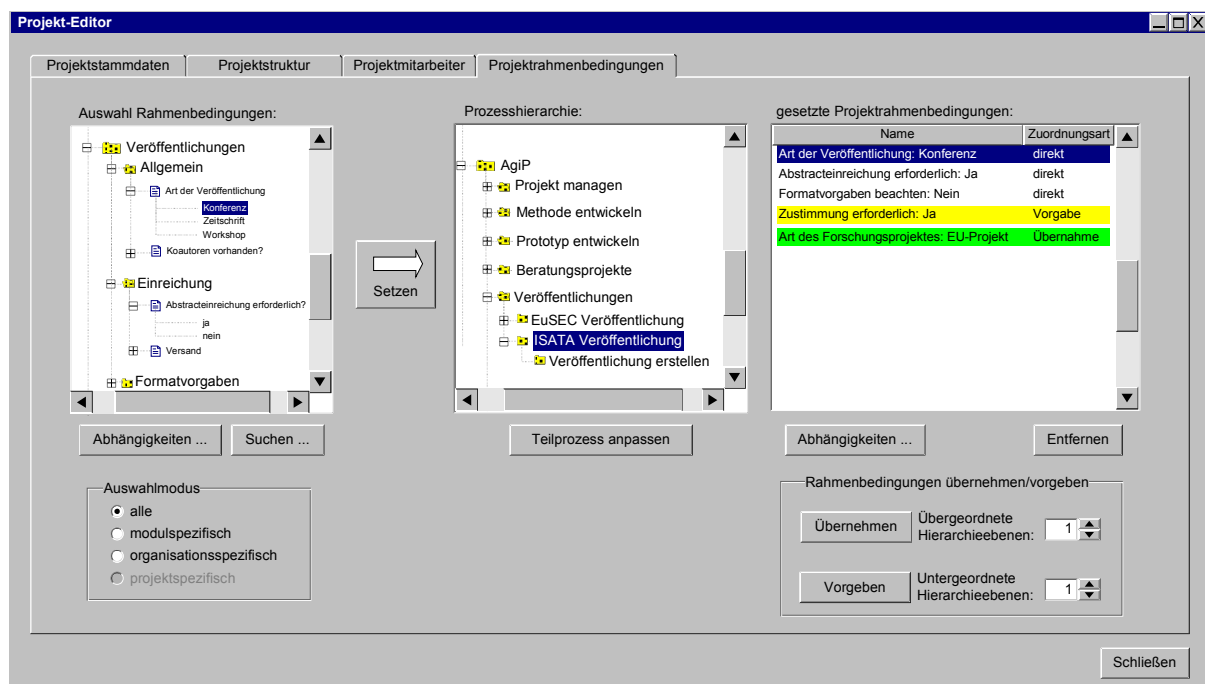 Projekt-Editor
Projektstammdaten
Projektstruktur
Projektmitarbeiter
Projektrahmenbedingungen
Auswahl Rahmenbedingungen:
Veröffentlichungen
Allgemein
Art der Veröffentlichung
Konferenz
Zeitschrift
Workshop
Koautoren vorhanden?
Einreichung
Abstracteinreichung erforderlich?
ja
nein
Versand
Formatvorgaben
Abhängigkeiten ...
Suchen ...
Auswahlmodus
alle
modulspezifisch
organisationsspezifisch
projektspezifisch
Setzen
Prozesshierarchie:
AgiP
Projekt managen
Methode entwickeln
Prototyp entwickeln
Beratungsprojekte
Veröffentlichungen
EuSEC Veröffentlichung
ISATA Veröffentlichung
Veröffentlichung erstellen
Teilprozess anpassen
gesetzte Projektrahmenbedingungen:
Name Zuordnungsart
Art der Veröffentlichung: Konferenz direkt
Abstracteinreichung erforderlich: Ja direkt
Formatvorgaben beachten: Nein direkt
Zustimmung erforderlich: Ja Vorgabe
Art des Forschungsprojektes: EU-Projekt Übernahme
Abhängigkeiten ...
Entfernen
Rahmenbedingungen übernehmen/vorgeben
Übernehmen
Übergeordnete
Hierarchieebenen: 1
Vorgeben
Untergeordnete
Hierarchieebenen: 1
Schließen